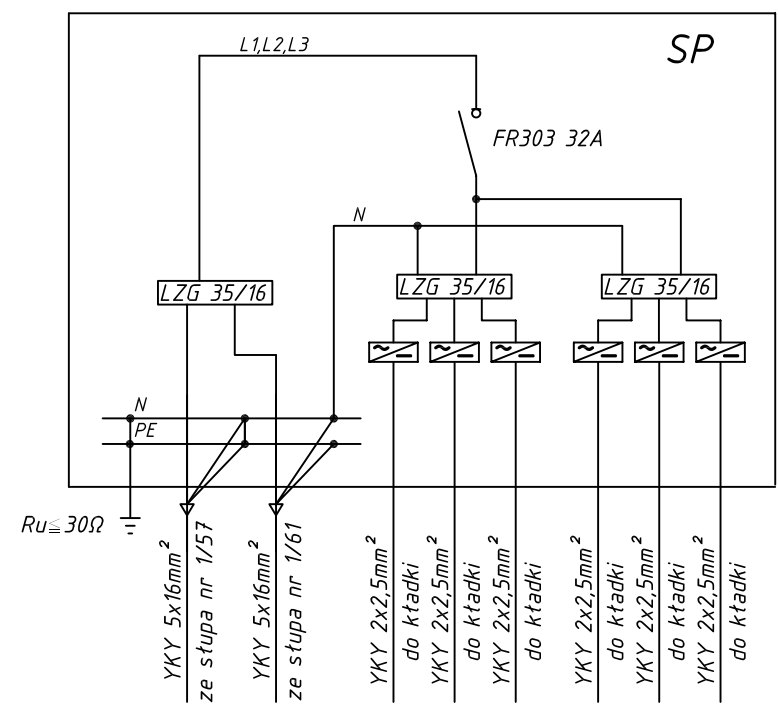 SP
L1,L2,L3
FR303 32A
N
LZG 35/16
LZG 35/16
LZG 35/16
N
PE
Ru≦30Ω
YKY 5x16mm²
ze słupa nr 1/57
YKY 5x16mm²
ze słupa nr 1/61
YKY 2x2,5mm²
do kładki
YKY 2x2,5mm²
do kładki
YKY 2x2,5mm²
do kładki
YKY 2x2,5mm²
do kładki
YKY 2x2,5mm²
do kładki
YKY 2x2,5mm²
do kładki